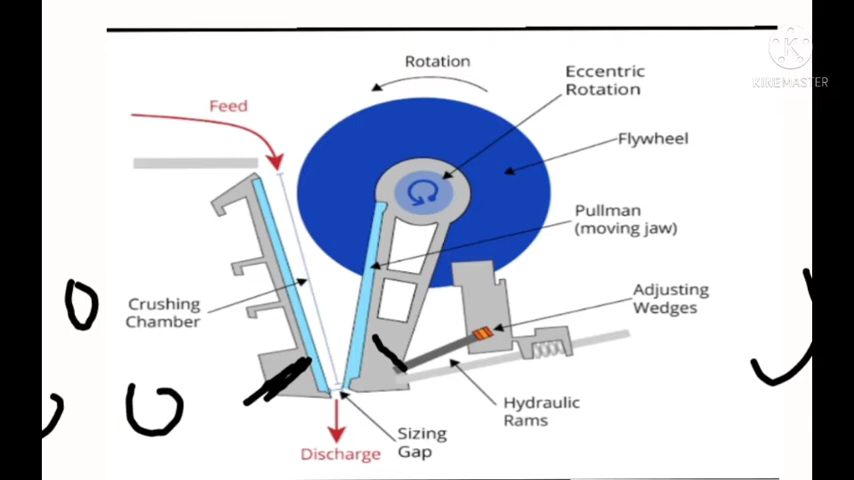 KINEMASTER
Rotation
Eccentric
Rotation
Feed
Flywheel
Pullman
(moving jaw)
Adjusting
Wedges
Crushing
Chamber
Hydraulic
Rams
Sizing
Gap
Discharge